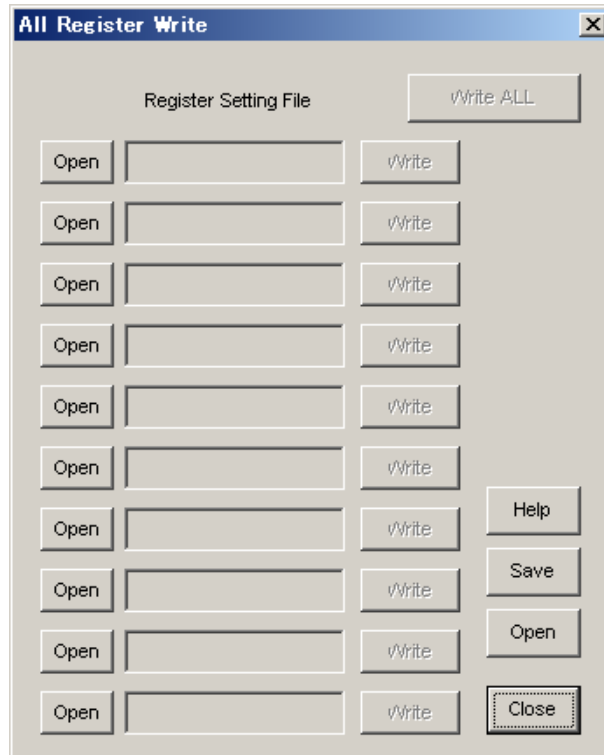 All Register Write
Register Setting File Write ALL
Open Write
Open Write
Open Write
Open Write
Open Write
Open Write
Help
Open Write
Save
Open Write
Open
Open Write
Open Write Close